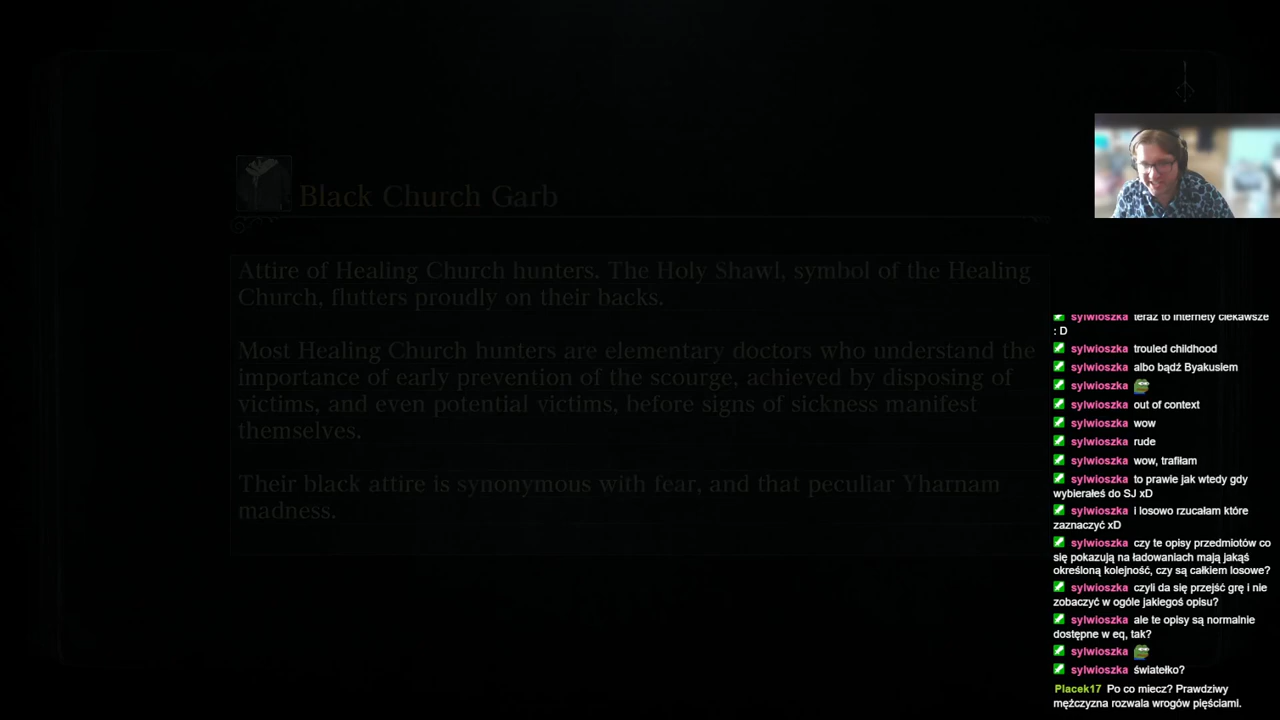 Black Church Garb
Attire of Healing Church hunters. The Holy Shawl, symbol of the Healing
Church, flutters proudly on their backs.
Most Healing Church hunters are elementary doctors who understand the
importance of early prevention of the scourge, achieved by disposing of
victims, and even potential victims, before signs of sickness manifest
themselves.
Their black attire is synonymous with fear, and that peculiar Yharnam
madness.
sylwioszka teraz to internety ciekawsze
: D
sylwioszka trouled childhood
sylwioszka albo bądź Byakusiem
sylwioszka
sylwioszka out of context
sylwioszka wow
sylwioszka rude
sylwioszka wow, trafiłam
sylwioszka to prawie jak wtedy gdy
wybierałeś do SJ xD
sylwioszka i losowo rzucałam które
zaznaczyć xD
sylwioszka czy te opisy przedmiotów co
się pokazują na ładowaniach mają jakąś
określoną kolejność, czy są całkiem losowe?
sylwioszka czyli da się przejść grę i nie
zobaczyć w ogóle jakiegoś opisu?
sylwioszka ale te opisy są normalnie
dostępne w eq, tak?
sylwioszka
sylwioszka światełko?
Placek17 Po co miecz? Prawdziwy
mężczyzna rozwala wrogów pięściami.